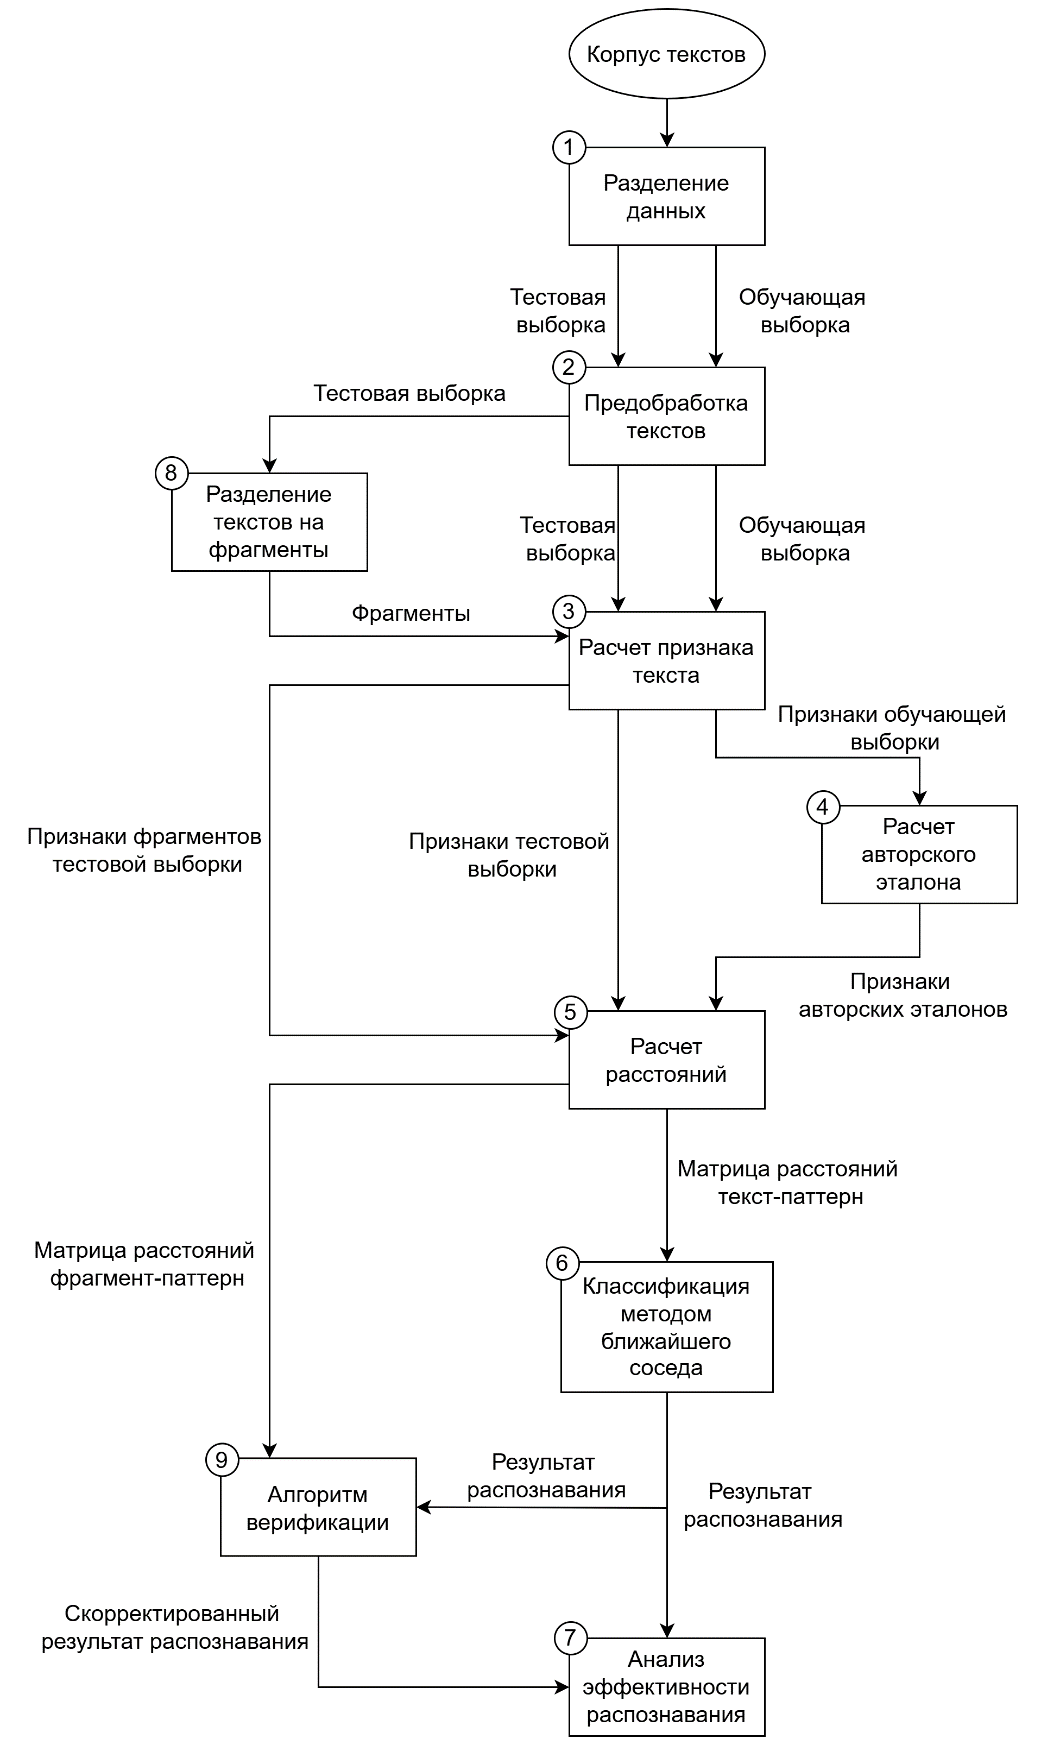 Корпус текстов
1
Разделение
данных
Тестовая
выборка
Обучающая
выборка
2
Предобработка
текстов
Тестовая выборка
8
Разделение
текстов на
фрагменты
Тестовая
выборка
Обучающая
выборка
Фрагменты
3
Расчет признака
текста
Признаки обучающей
выборки
4
Расчет
авторского
эталона
Признаки фрагментов
тестовой выборки
Признаки тестовой
выборки
Признаки
авторских эталонов
5
Расчет
расстояний
Матрица расстояний
текст-паттерн
Матрица расстояний
фрагмент-паттерн
6
Классификация
методом
ближайшего
соседа
9
Алгоритм
верификации
Результат
распознавания
Результат
распознавания
Скорректированный
результат распознавания
7
Анализ
эффективности
распознавания